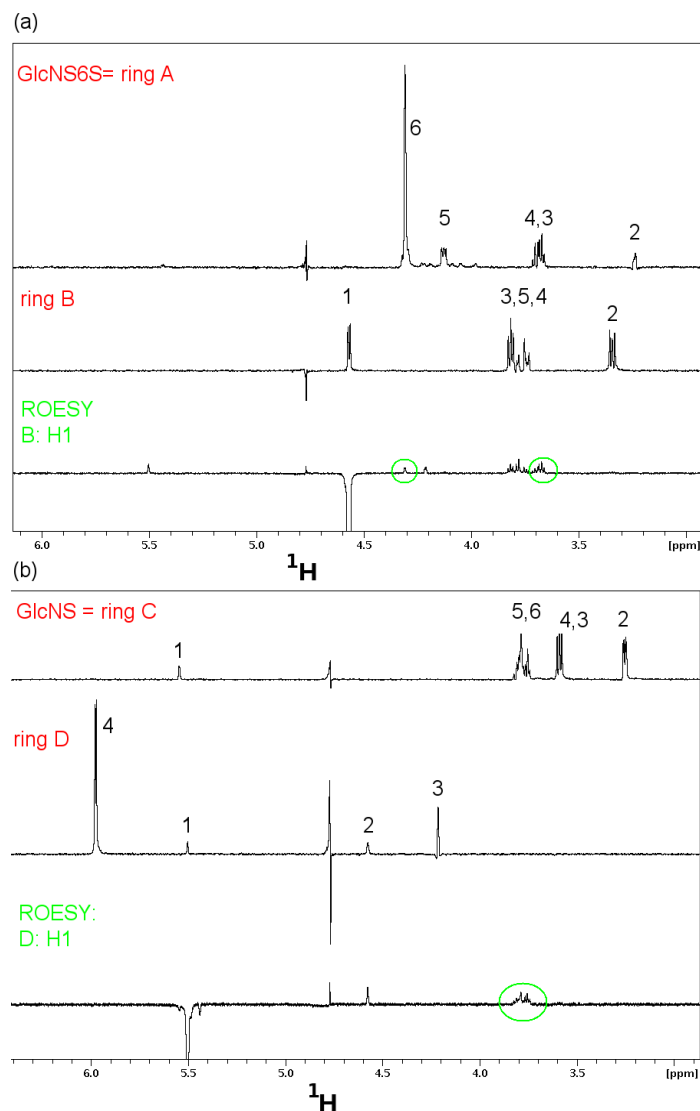 (a)
GlcNS6S= ring A
6
5
4,3
2
ring B
1
3,5,4
2
ROESY
B: H1
6.0 5.5 5.0 4.5 4.0 3.5 [ppm]
¹H
(b)
GlcNS = ring C
1
5,6
4,3
2
ring D
4
1
2
3
ROESY:
D: H1
6.0 5.5 5.0 4.5 4.0 3.5 [ppm]
¹H